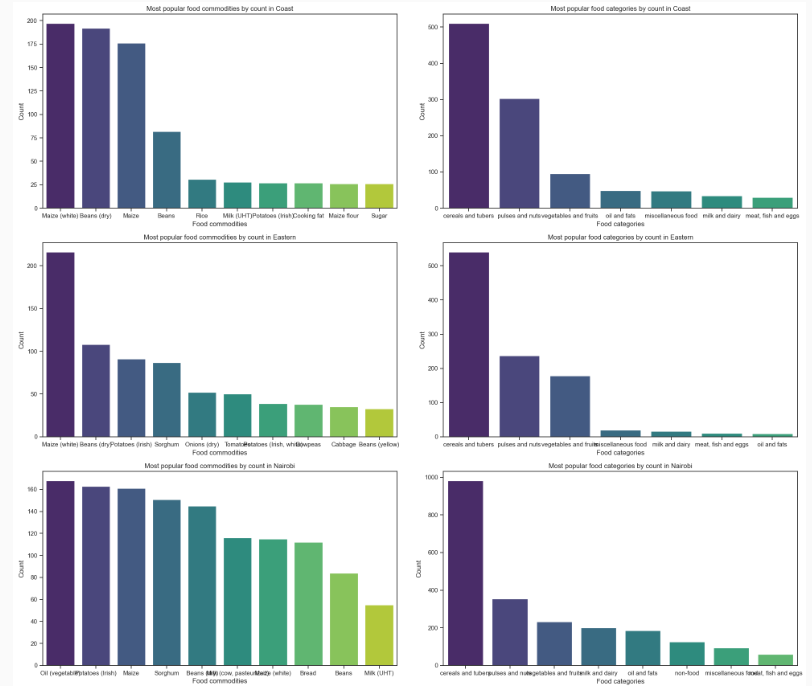 Most popular food commodities by count in Coast
200
175
150
125
100
75
50
25
0
Count
Maize (white) Beans (dry) Maize Beans Rice Milk (UHT) Potatoes (Irish) Cooking fat Maize flour Sugar
Food commodities
Most popular food categories by count in Coast
500
400
300
200
100
0
Count
cereals and tubers pulses and nuts vegetables and fruits oil and fats miscellaneous food milk and dairy meat, fish and eggs
Food categories
Most popular food commodities by count in Eastern
200
150
100
50
0
Count
Maize (white) Beans (dry) Potatoes (Irish) Sorghum Onions (dry) Tomatoes Potatoes (Irish, white) Cowpeas Cabbage Beans (yellow)
Food commodities
Most popular food categories by count in Eastern
500
400
300
200
100
0
Count
cereals and tubers pulses and nuts vegetables and fruits miscellaneous food milk and dairy meat, fish and eggs oil and fats
Food categories
Most popular food commodities by count in Nairobi
160
140
120
100
80
60
40
20
0
Count
Oil (vegetable) Potatoes (Irish) Maize Sorghum Beans (dry) Milk (cow, pasteurized) Maize (white) Bread Beans Milk (UHT)
Food commodities
Most popular food categories by count in Nairobi
1000
800
600
400
200
0
Count
cereals and tubers pulses and nuts vegetables and fruits milk and dairy oil and fats non-food miscellaneous food meat, fish and eggs
Food categories